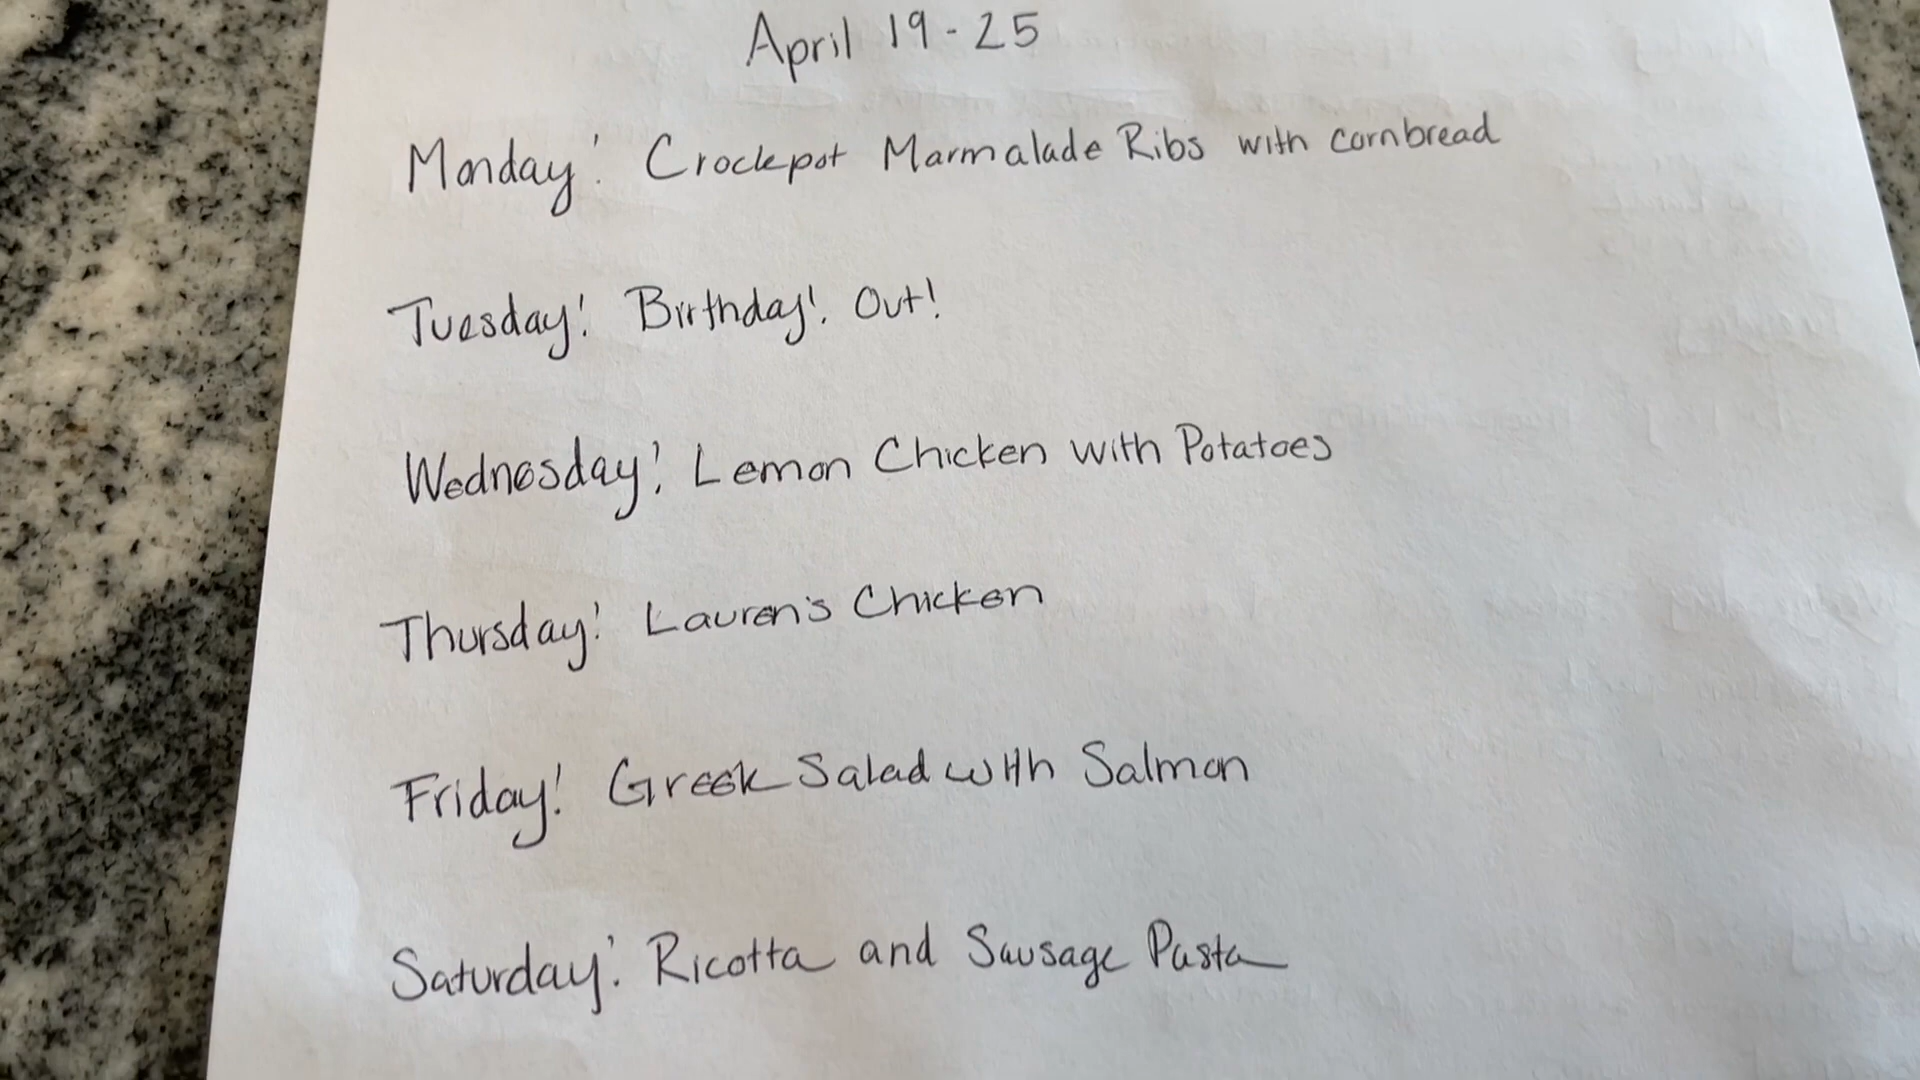 April 19-25
Monday: Crockpot Marmalade Ribs with cornbread
Tuesday: Birthday! Out!
Wednesday: Lemon Chicken with Potatoes
Thursday: Lauren's Chicken
Friday: Greek Salad with Salmon
Saturday: Ricotta and Sausage Pasta